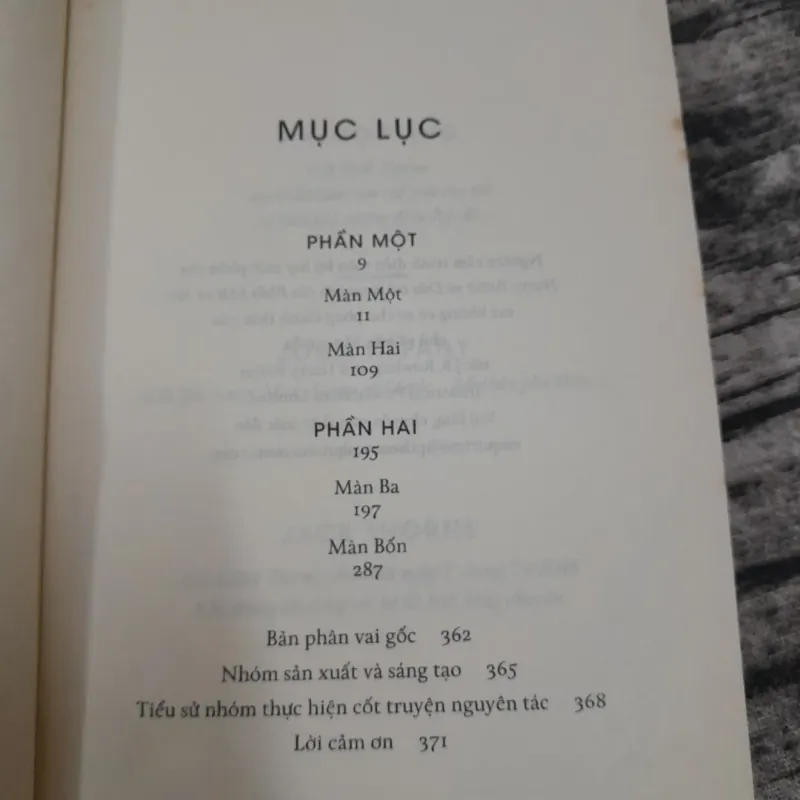 MỤC LỤC
PHẦN MỘT
9
Màn Một
11
Màn Hai
109
PHẦN HAI
195
Màn Ba
197
Màn Bốn
287
Bản phân vai gốc 362
Nhóm sản xuất và sáng tạo 365
Tiểu sử nhóm thực hiện cốt truyện nguyên tác 368
Lời cảm ơn 371